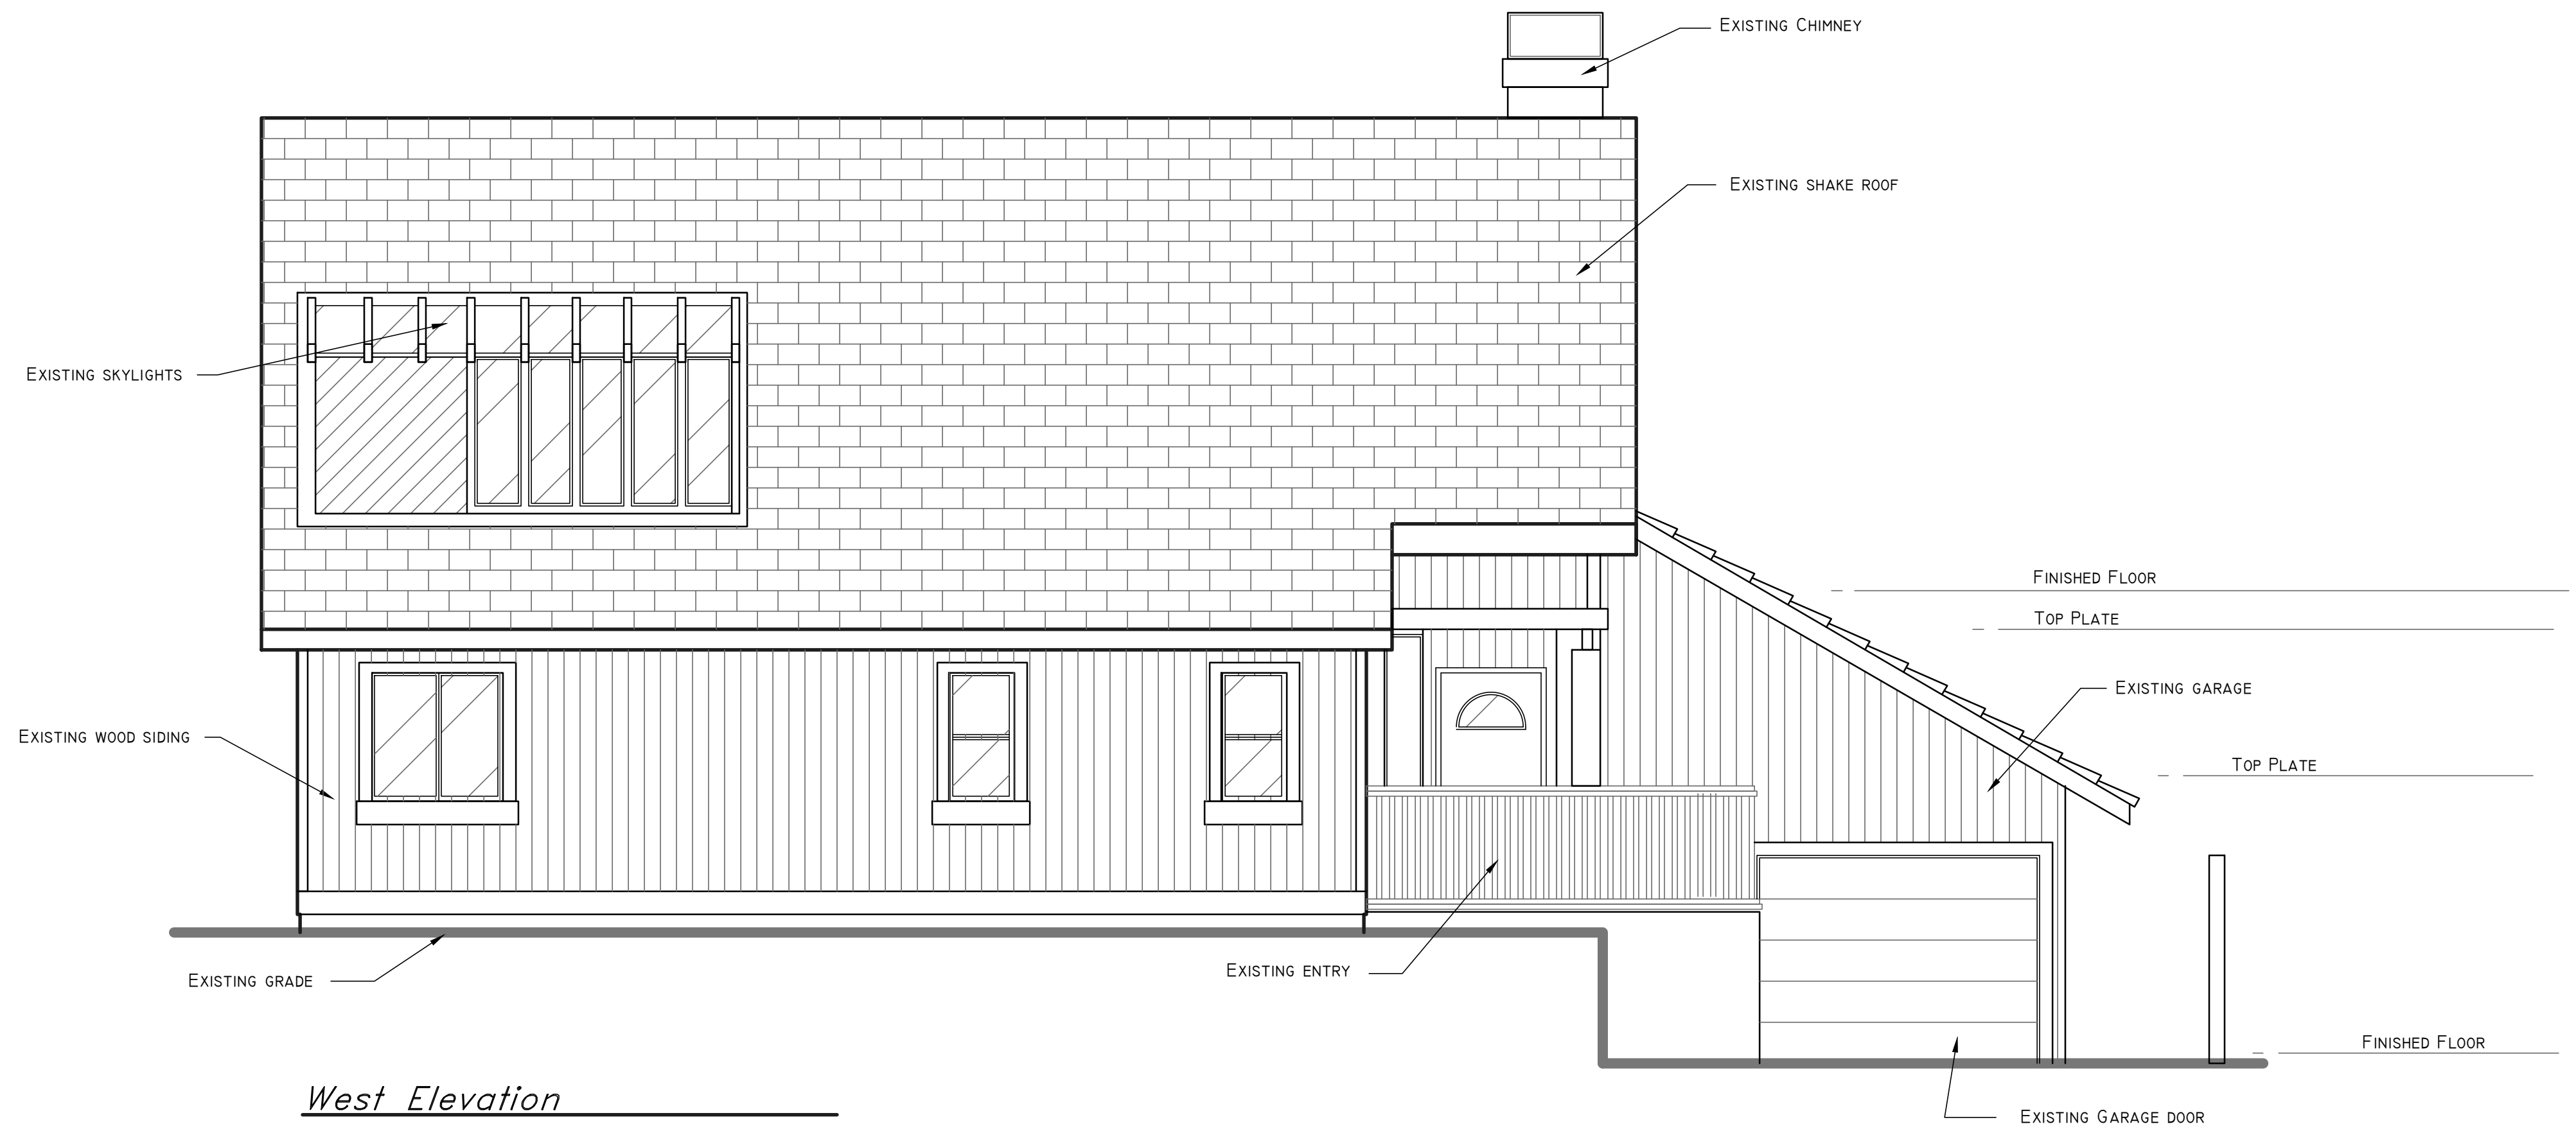 Existing Chimney
Existing shake roof
Existing skylights
Finished Floor
Top Plate
Existing garage
Existing wood siding
Top Plate
Existing entry
Existing grade
Finished Floor
West Elevation
Existing Garage door